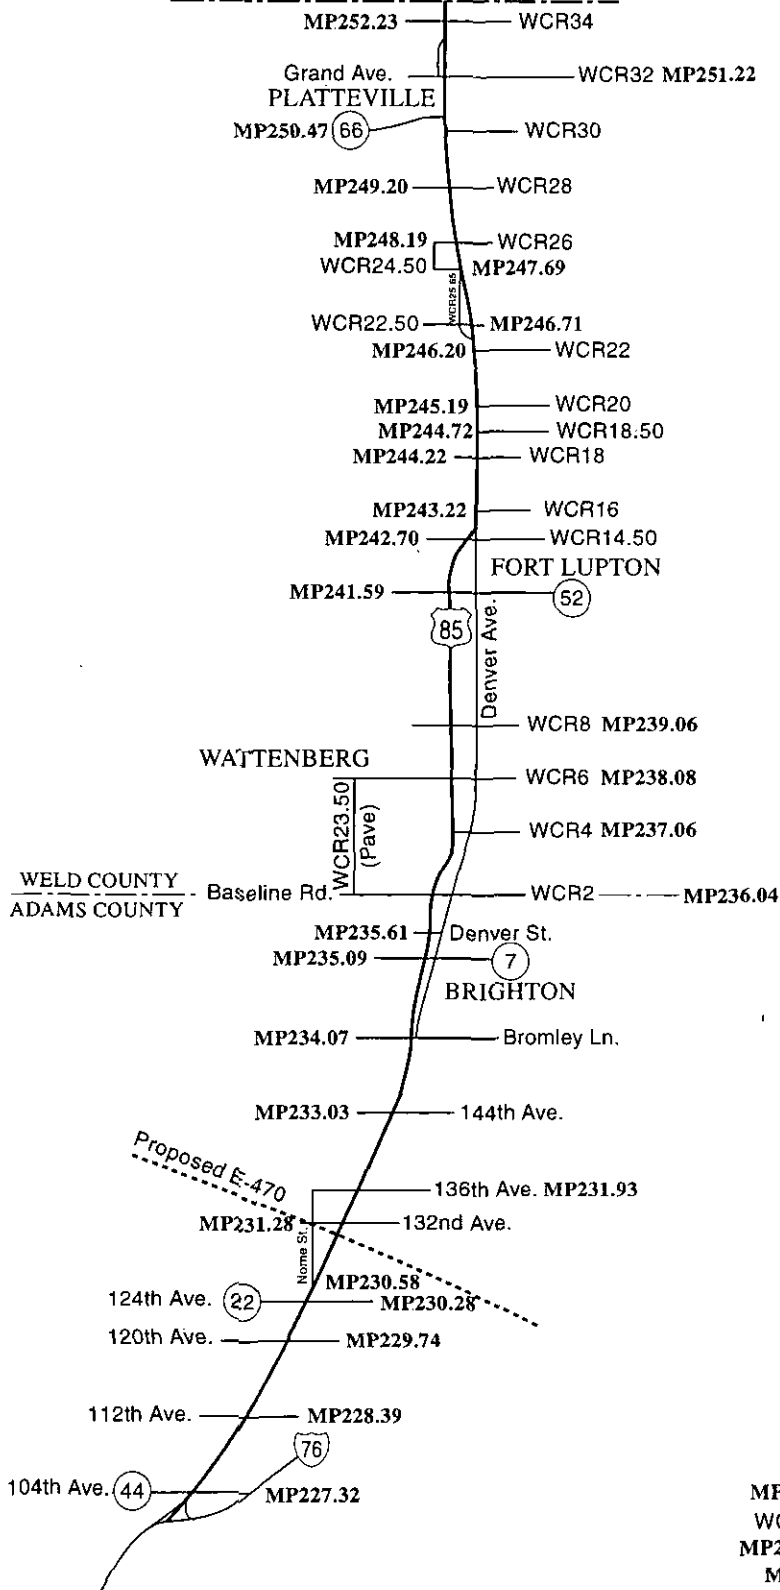 MP252.23 WCR34
Grand Ave. WCR32 MP251.22
PLATTEVILLE
MP250.47 66 WCR30
MP249.20 WCR28
MP248.19 WCR26
WCR24.50 MP247.69
WCR25.65
WCR22.50 MP246.71
MP246.20 WCR22
MP245.19 WCR20
MP244.72 WCR18.50
MP244.22 WCR18
MP243.22 WCR16
MP242.70 WCR14.50
FORT LUPTON
MP241.59 52
85
Denver Ave.
WCR8 MP239.06
WATTENBERG
WCR6 MP238.08
WCR23.50
(Pave)
WCR4 MP237.06
WELD COUNTY
Baseline Rd. WCR2 MP236.04
ADAMS COUNTY
MP235.61 Denver St.
MP235.09 7
BRIGHTON
MP234.07 Bromley Ln.
MP233.03 144th Ave.
Proposed E-470
136th Ave. MP231.93
MP231.28 132nd Ave.
Nome St.
MP230.58
124th Ave. 22 MP230.28
120th Ave. MP229.74
112th Ave. MP228.39
76
104th Ave. 44 MP227.32
MP
WC
MP2
M